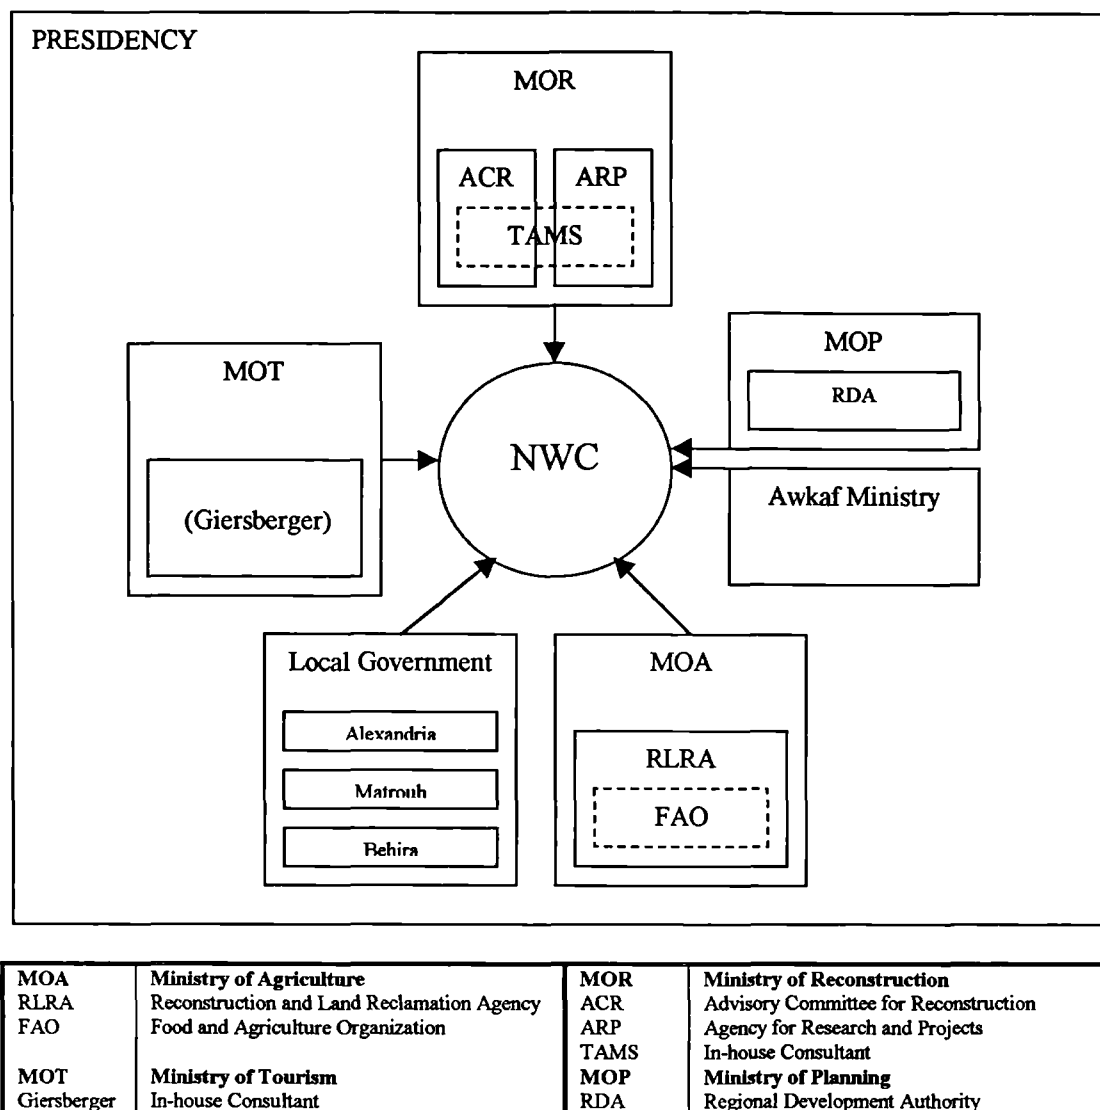 PRESIDENCY
MOR
ACR ARP
TAMS
MOP
RDA
MOT
(Giersberger)
NWC
Awkaf Ministry
Local Government
Alexandria
Matrouh
Behira
MOA
RLRA
FAO
MOA Ministry of Agriculture MOR Ministry of Reconstruction
RLRA Reconstruction and Land Reclamation Agency ACR Advisory Committee for Reconstruction
FAO Food and Agriculture Organization ARP Agency for Research and Projects
TAMS In-house Consultant
MOT Ministry of Tourism MOP Ministry of Planning
Giersberger In-house Consultant RDA Regional Development Authority